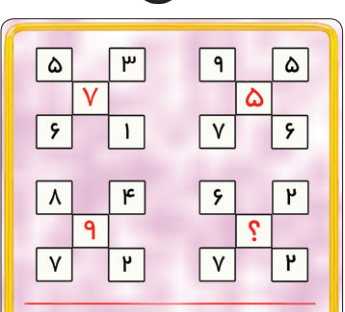 ۵ ۳ ۹ ۵
۷ ۵
۶ ۱ ۷ ۶
۸ ۴ ۶ ۲
۹ ؟
۷ ۲ ۷ ۲